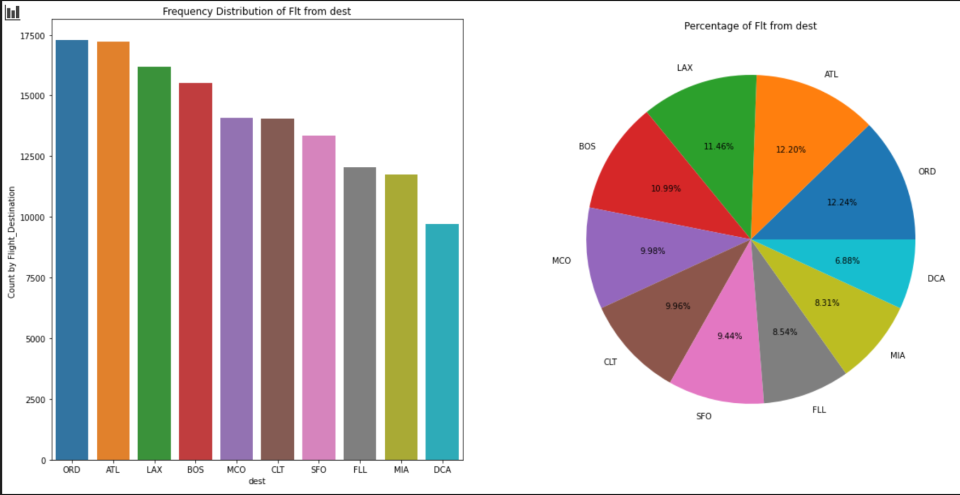 Frequency Distribution of Flt from dest
17500
15000
12500
10000
7500
5000
2500
0
Count by Flight_Destination
ORD ATL LAX BOS MCO CLT SFO FLL MIA DCA
dest
Percentage of Flt from dest
ORD
12.24%
ATL
12.20%
LAX
11.46%
BOS
10.99%
MCO
9.98%
CLT
9.96%
SFO
9.44%
FLL
8.54%
MIA
8.31%
DCA
6.88%